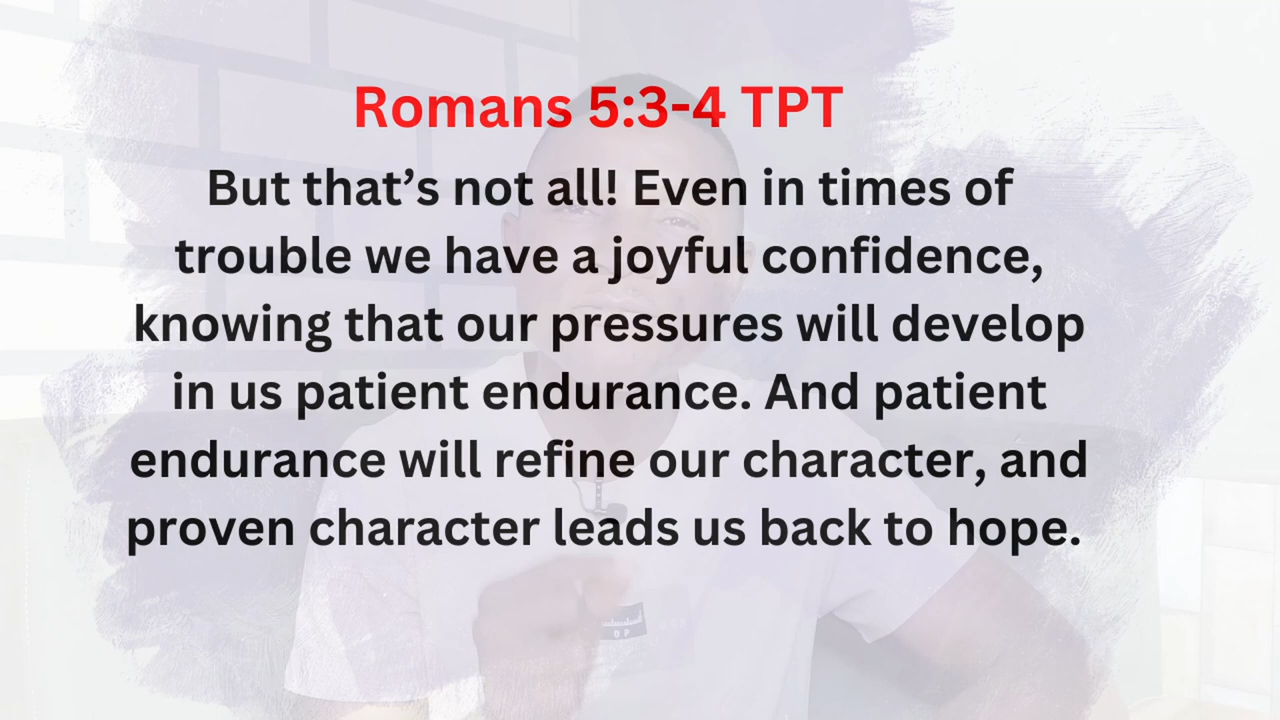 Romans 5:3-4 TPT
But that’s not all! Even in times of
trouble we have a joyful confidence,
knowing that our pressures will develop
in us patient endurance. And patient
endurance will refine our character, and
proven character leads us back to hope.
DP